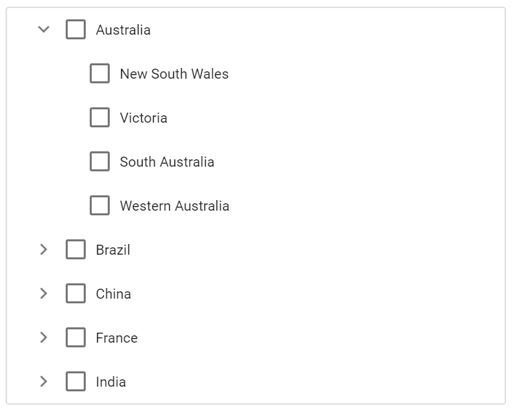 Australia
New South Wales
Victoria
South Australia
Western Australia
Brazil
China
France
India